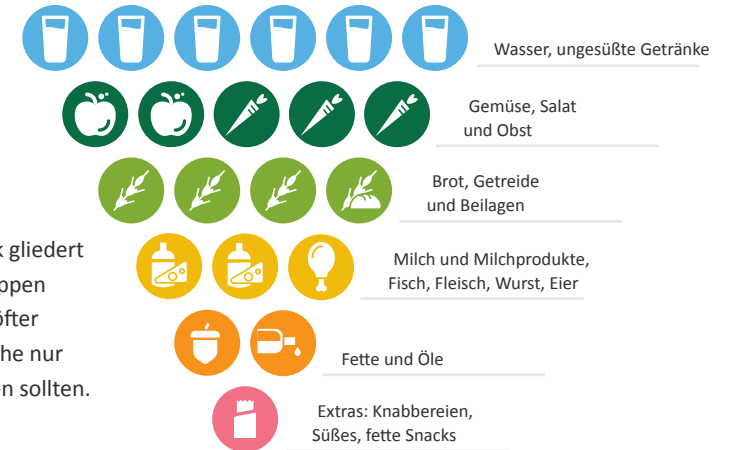 Wasser, ungesüßte Getränke
Gemüse, Salat
und Obst
Brot, Getreide
und Beilagen
k gliedert
ppen
öfter
he nur
en sollten.
Milch und Milchprodukte,
Fisch, Fleisch, Wurst, Eier
Fette und Öle
Extras: Knabbereien,
Süßes, fette Snacks